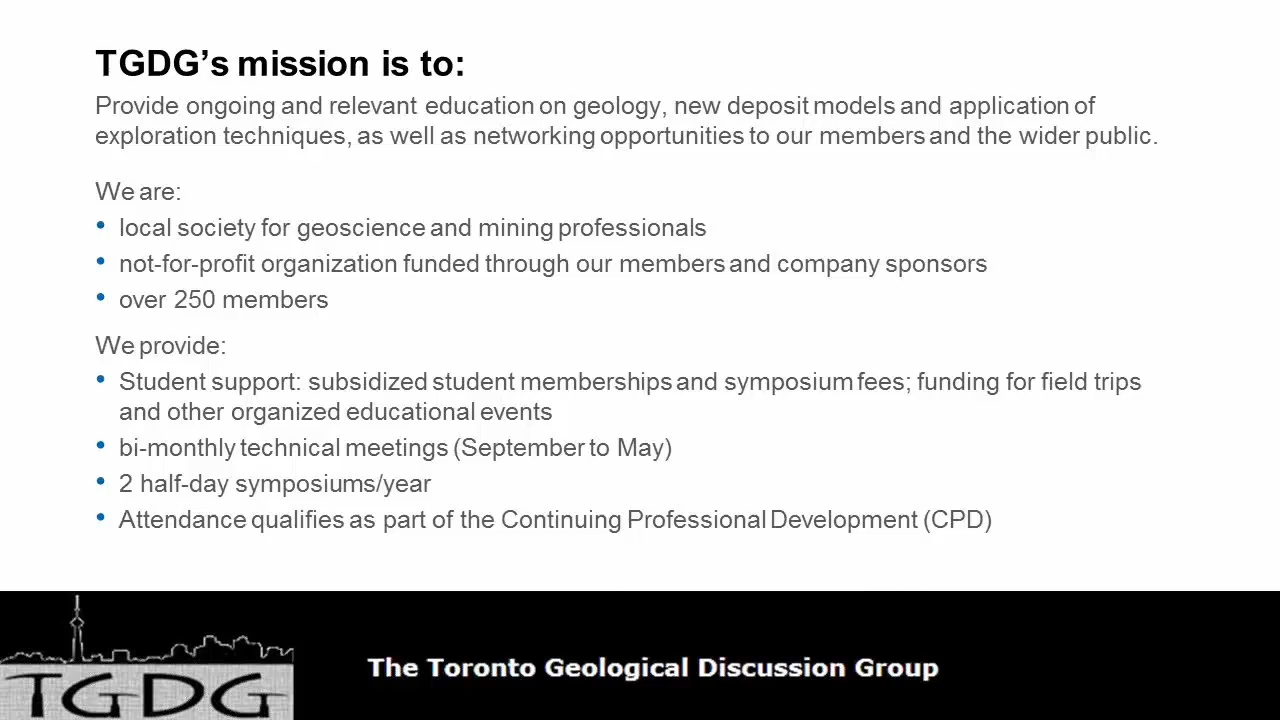 TGDG’s mission is to:
Provide ongoing and relevant education on geology, new deposit models and application of
exploration techniques, as well as networking opportunities to our members and the wider public.
We are:
• local society for geoscience and mining professionals
• not-for-profit organization funded through our members and company sponsors
• over 250 members
We provide:
• Student support: subsidized student memberships and symposium fees; funding for field trips
and other organized educational events
• bi-monthly technical meetings (September to May)
• 2 half-day symposiums/year
• Attendance qualifies as part of the Continuing Professional Development (CPD)
TGDG
The Toronto Geological Discussion Group